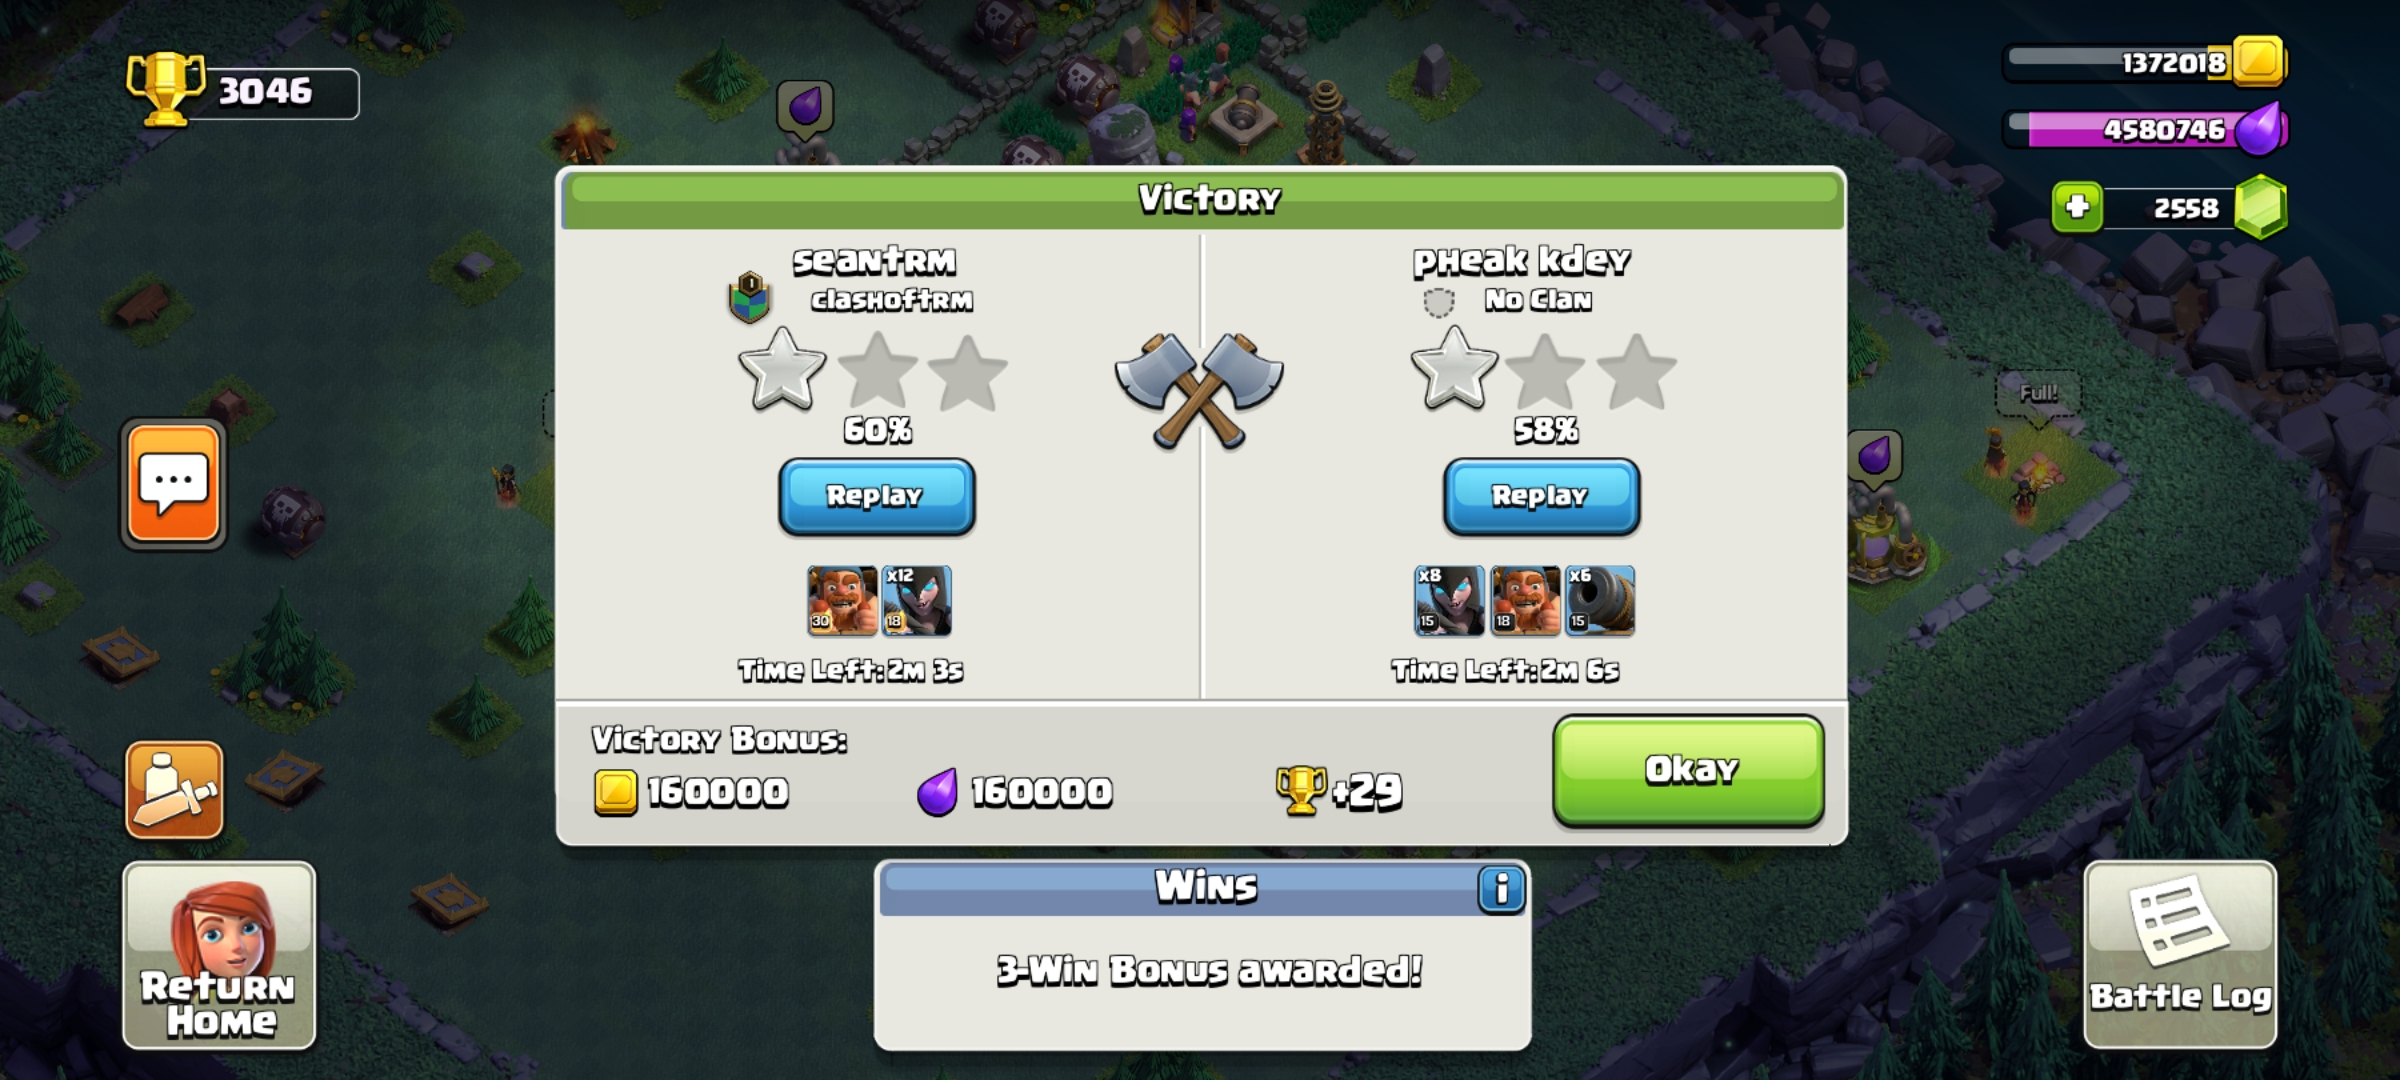 3046
1372018
4580746
2558
Victory
seantrm
clashoftrm
60%
Replay
30
x12
18
Time Left:2m 3s
pheak kdey
No Clan
58%
Replay
x8
15
18
x6
15
Time Left:2m 6s
Full!
Victory Bonus:
160000
160000
+29
Okay
Wins
i
3-Win Bonus awarded!
Return
Home
Battle Log